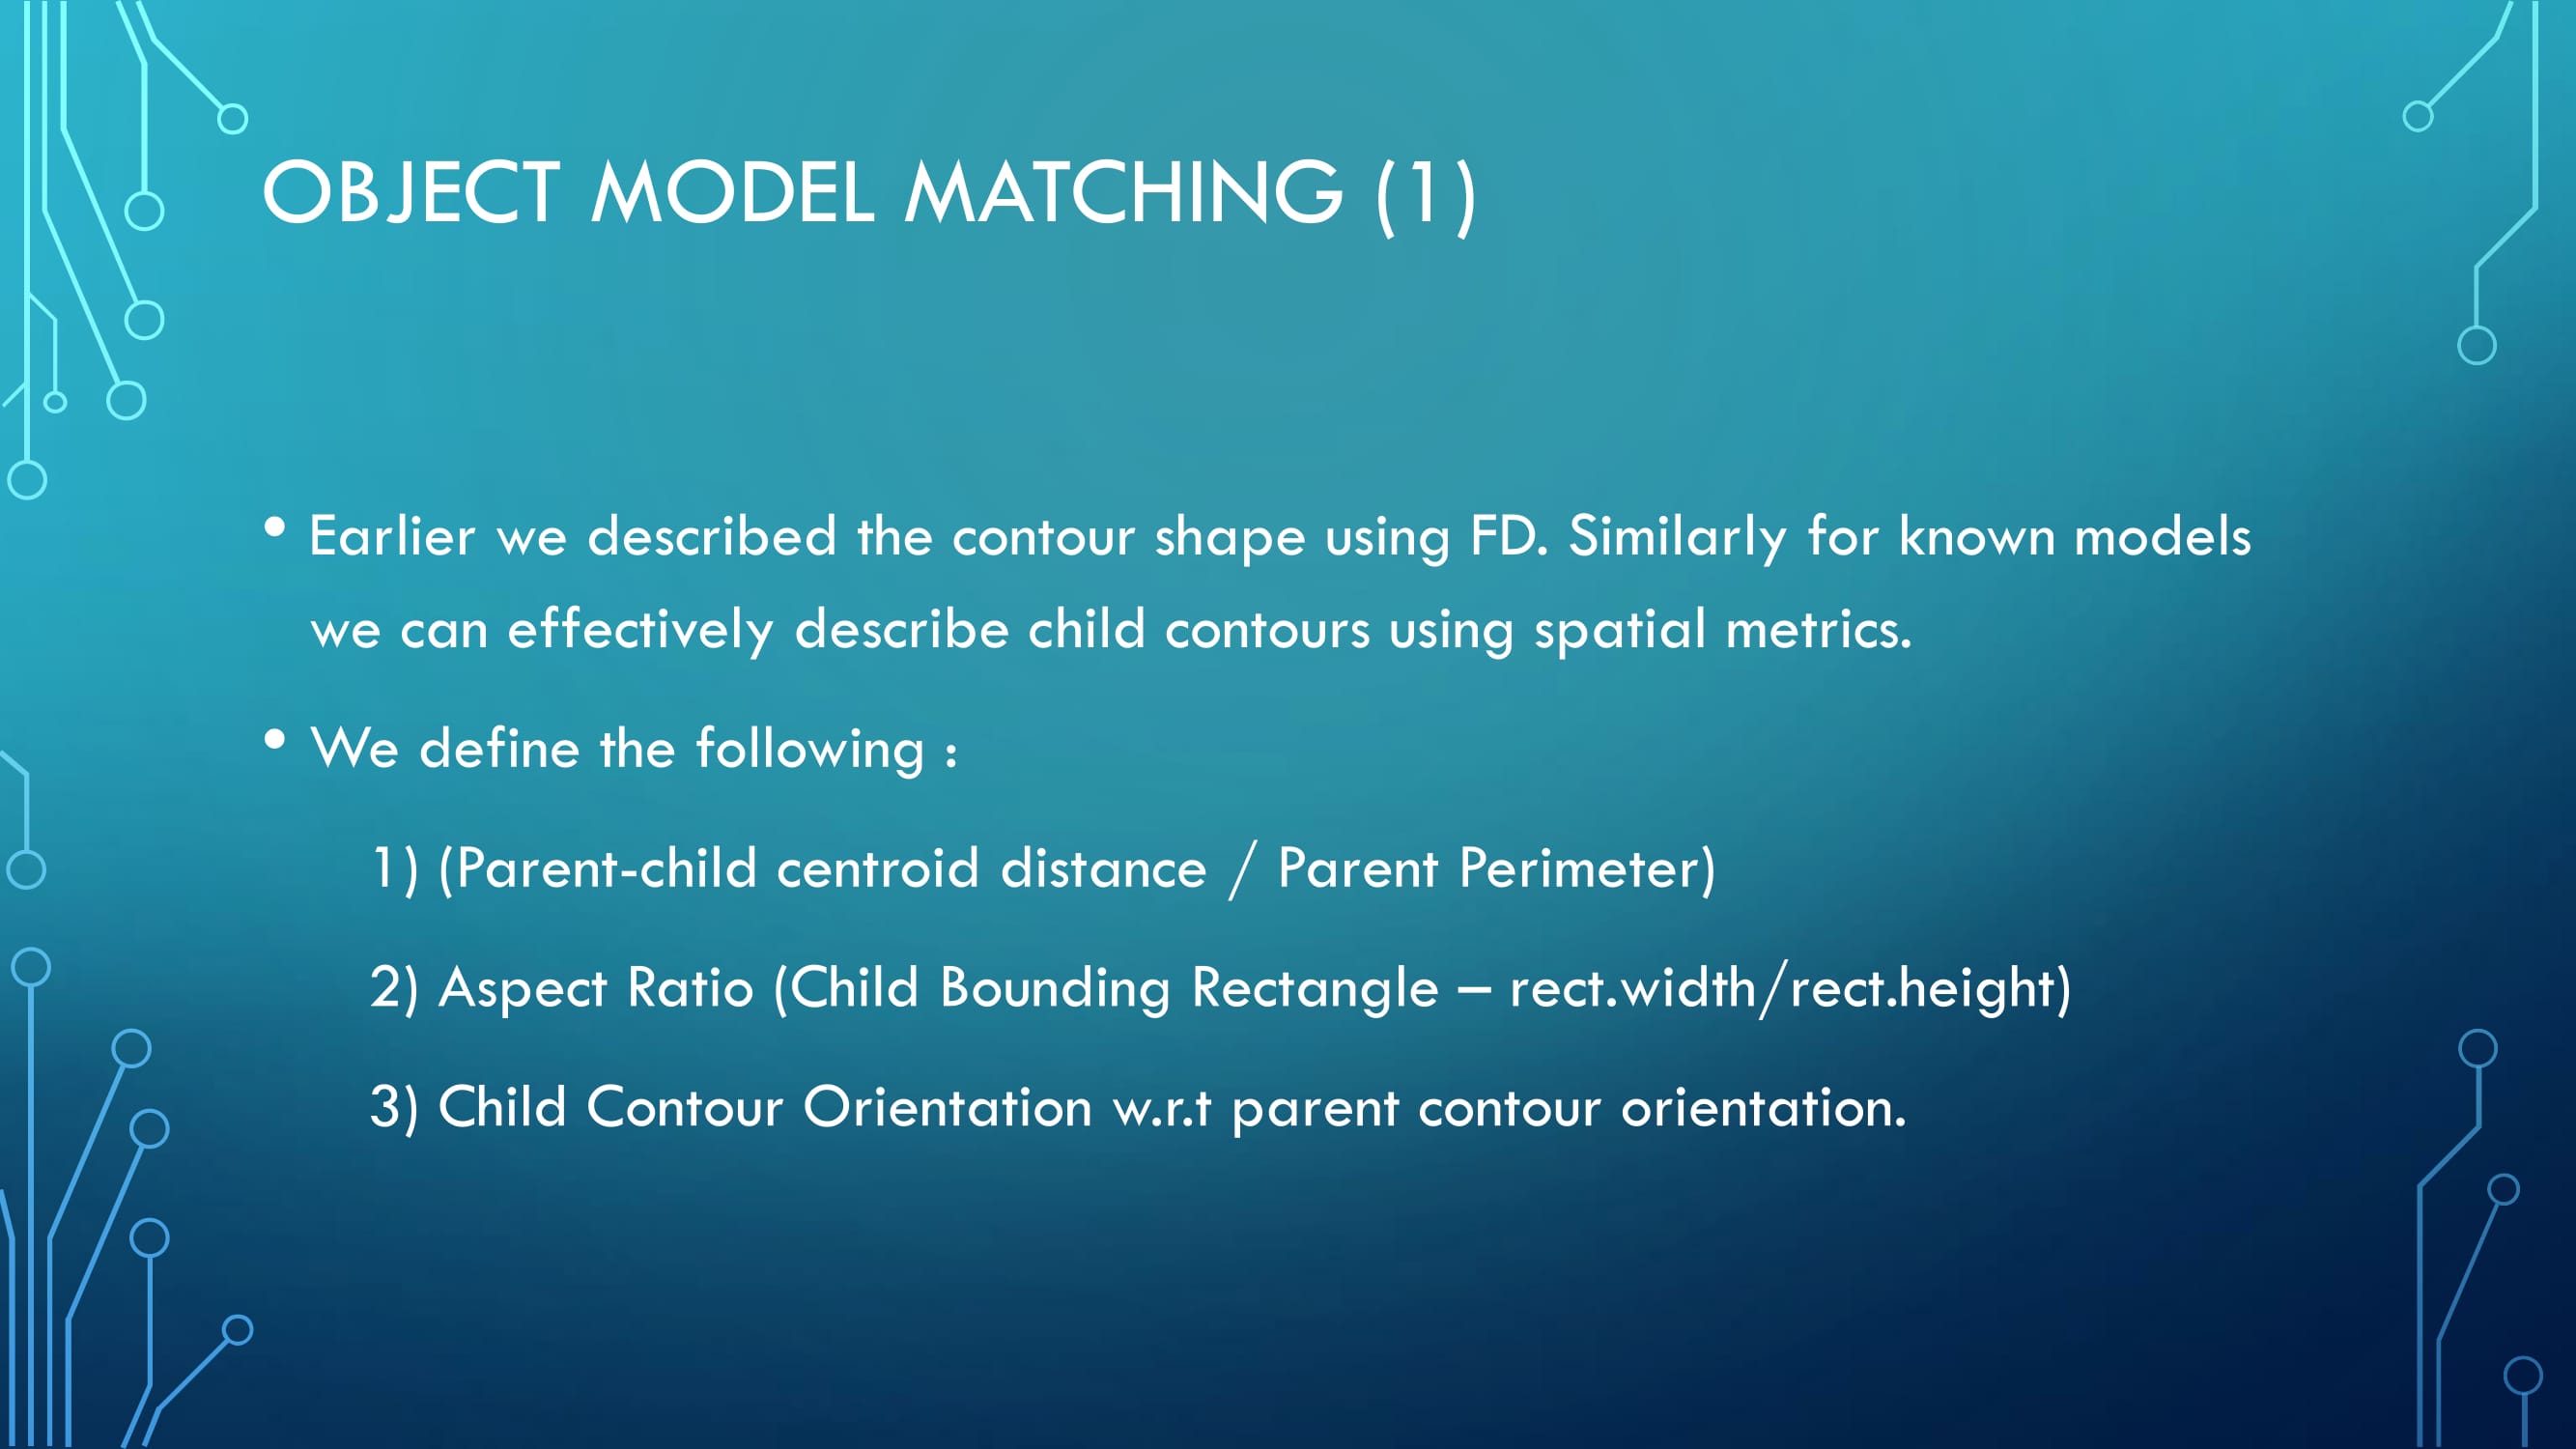 OBJECT MODEL MATCHING (1)
• Earlier we described the contour shape using FD. Similarly for known models
we can effectively describe child contours using spatial metrics.
• We define the following :
1) (Parent-child centroid distance / Parent Perimeter)
2) Aspect Ratio (Child Bounding Rectangle – rect.width/rect.height)
3) Child Contour Orientation w.r.t parent contour orientation.